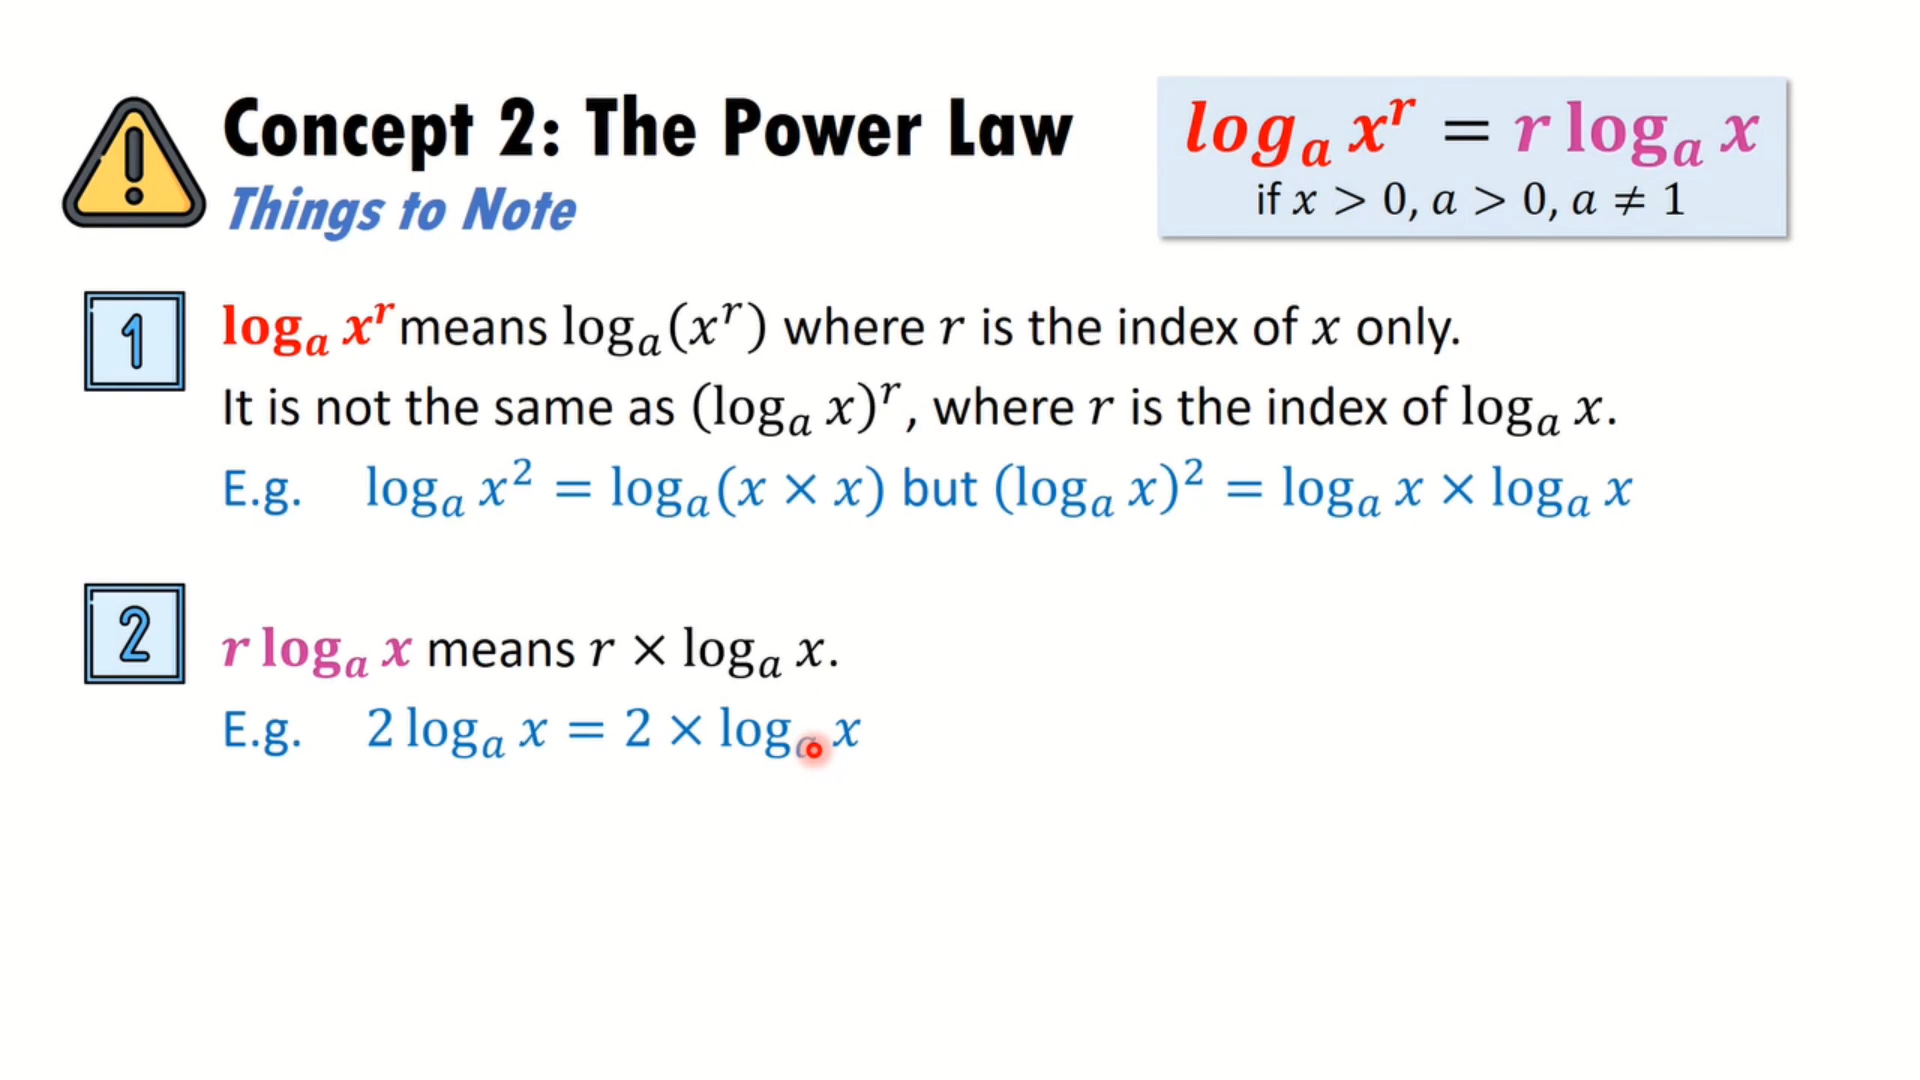 Concept 2: The Power Law
Things to Note
logₐ xʳ = r logₐ x
if x > 0, a > 0, a ≠ 1
1
logₐ xʳ means logₐ(xʳ) where r is the index of x only.
It is not the same as (logₐ x)ʳ, where r is the index of logₐ x.
E.g. logₐ x² = logₐ(x × x) but (logₐ x)² = logₐ x × logₐ x
2
r logₐ x means r × logₐ x.
E.g. 2 logₐ x = 2 × logₐ x